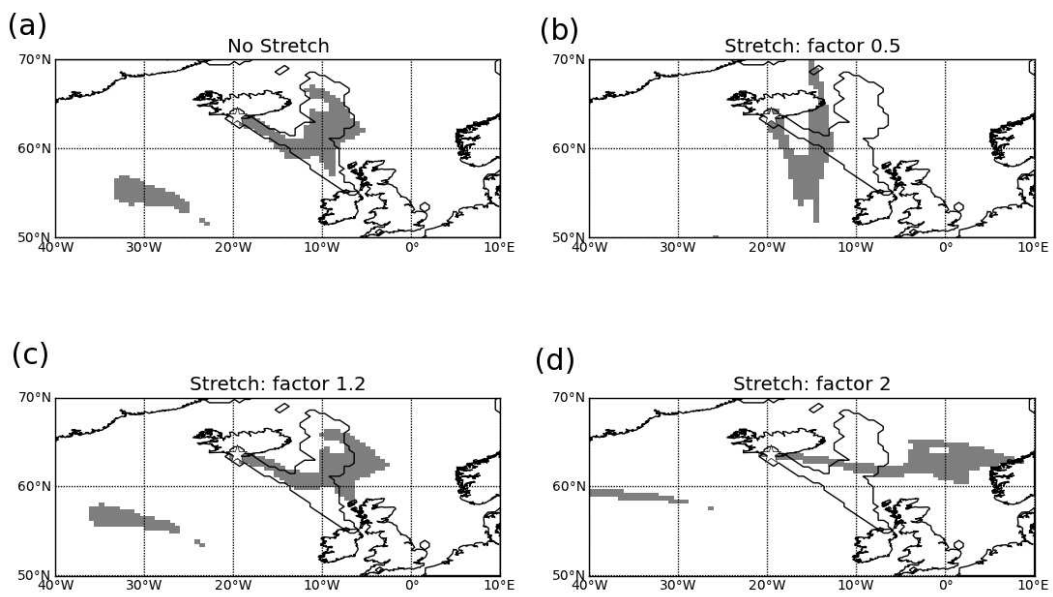 (a)
No Stretch
70°N
60°N
50°N
40°W 30°W 20°W 10°W 0° 10°E
(b)
Stretch: factor 0.5
70°N
60°N
50°N
40°W 30°W 20°W 10°W 0° 10°E
(c)
Stretch: factor 1.2
70°N
60°N
50°N
40°W 30°W 20°W 10°W 0° 10°E
(d)
Stretch: factor 2
70°N
60°N
50°N
40°W 30°W 20°W 10°W 0° 10°E